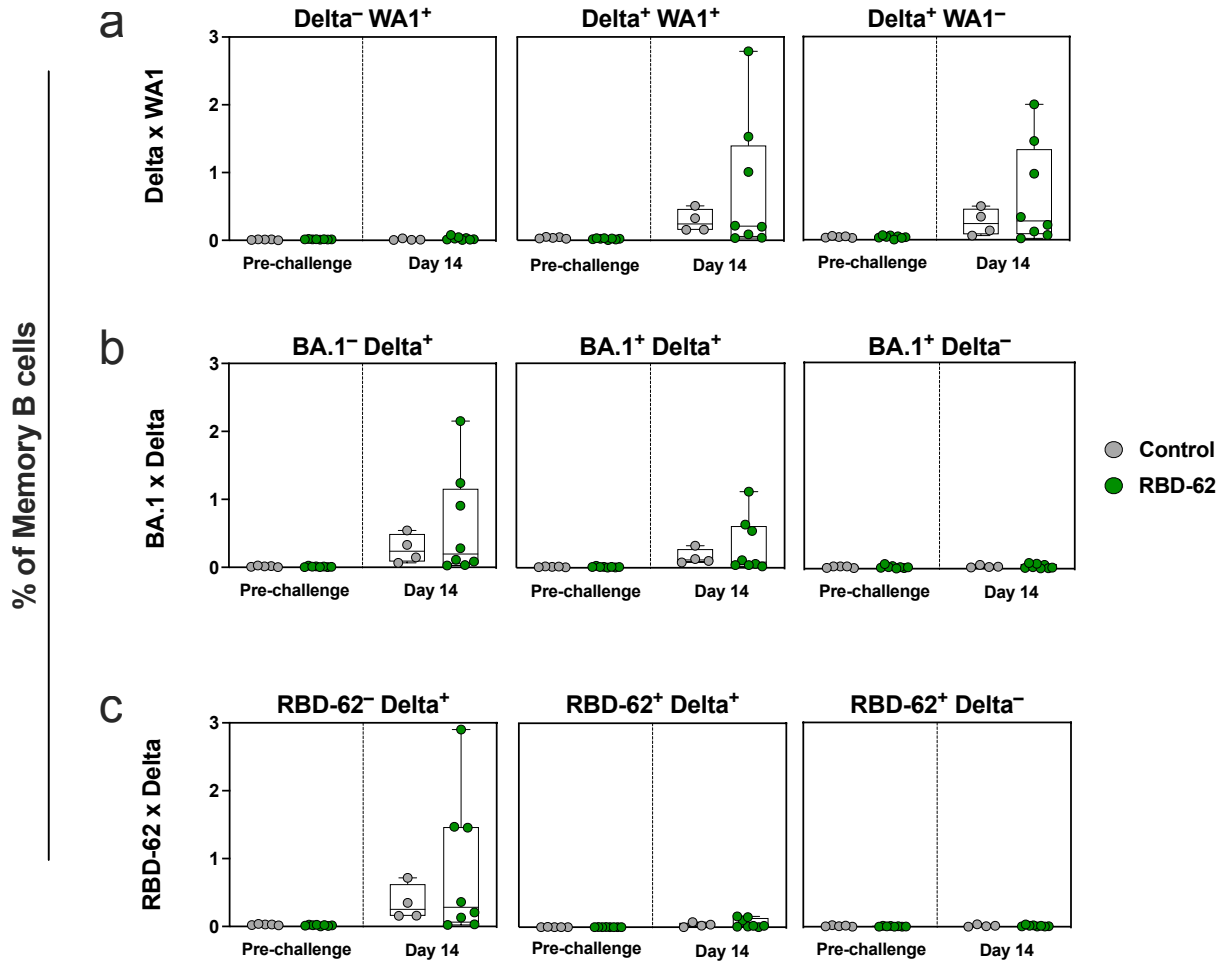 a
Delta⁻ WA1⁺
Delta⁺ WA1⁺
Delta⁺ WA1⁻
Delta x WA1
3
2
1
0
Pre-challenge
Day 14
Pre-challenge
Day 14
Pre-challenge
Day 14
% of Memory B cells
b
BA.1⁻ Delta⁺
BA.1⁺ Delta⁺
BA.1⁺ Delta⁻
BA.1 x Delta
3
2
1
0
Pre-challenge
Day 14
Pre-challenge
Day 14
Pre-challenge
Day 14
Control
RBD-62
c
RBD-62⁻ Delta⁺
RBD-62⁺ Delta⁺
RBD-62⁺ Delta⁻
RBD-62 x Delta
3
2
1
0
Pre-challenge
Day 14
Pre-challenge
Day 14
Pre-challenge
Day 14